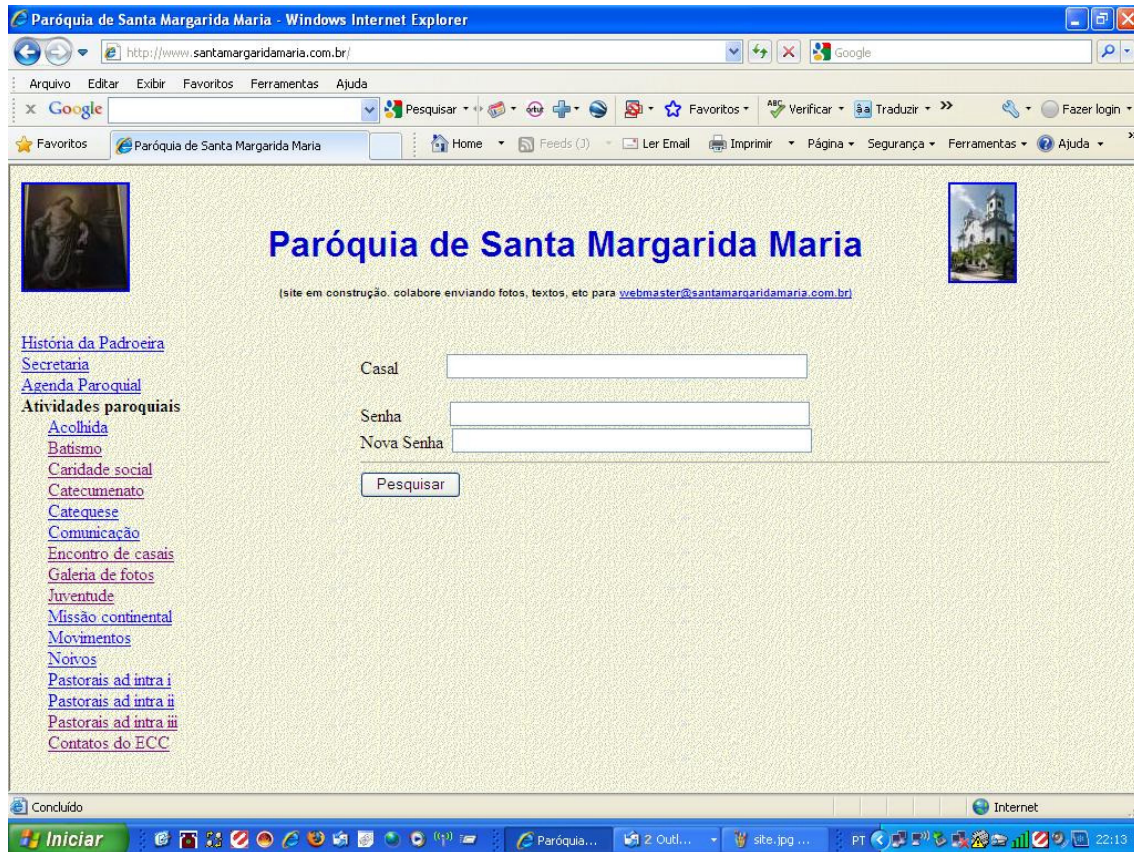 Paróquia de Santa Margarida Maria - Windows Internet Explorer
http://www.santamargaridamaria.com.br/
Google
Arquivo Editar Exibir Favoritos Ferramentas Ajuda
x Google Pesquisar Favoritos Verificar Traduzir » Fazer login
Favoritos Paróquia de Santa Margarida Maria Home Feeds (J) Ler Email Imprimir Página Segurança Ferramentas Ajuda »
Paróquia de Santa Margarida Maria
(site em construção. colabore enviando fotos, textos, etc para webmaster@santamargaridamaria.com.br)
História da Padroeira
Secretaria
Agenda Paroquial
Atividades paroquiais
Acolhida
Batismo
Caridade social
Catecumenato
Catequese
Comunicação
Encontro de casais
Galeria de fotos
Juventude
Missão continental
Movimentos
Noivos
Pastorais ad intra i
Pastorais ad intra ii
Pastorais ad intra iii
Contatos do ECC
Casal
Senha
Nova Senha
Pesquisar
Concluído Internet
Iniciar Paróquia... 2 Outl... site.jpg ... PT 22:13